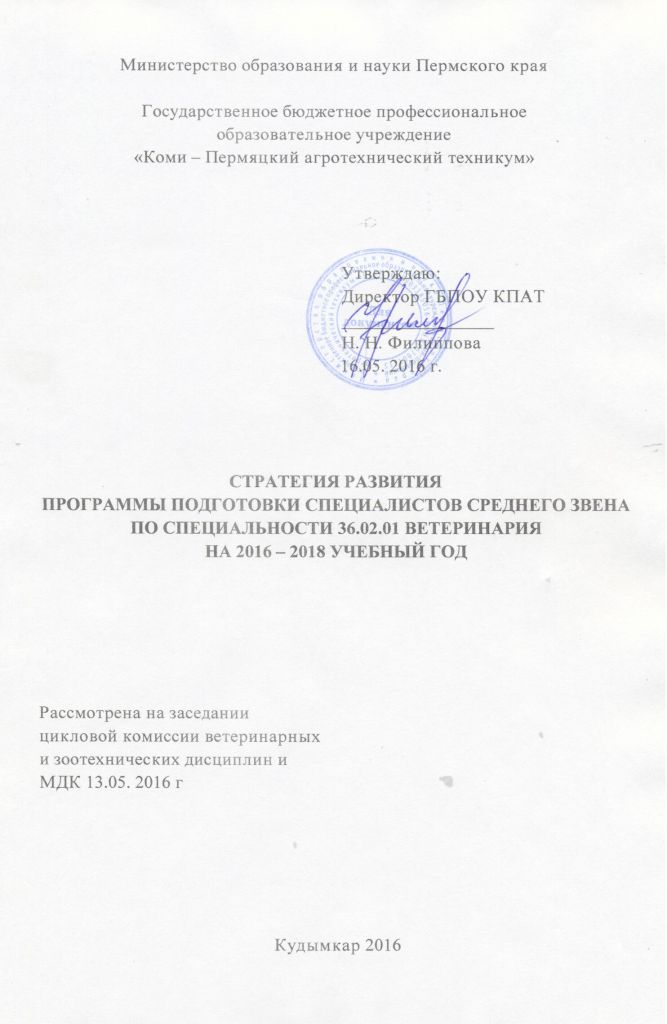 Министерство образования и науки Пермского края
Государственное бюджетное профессиональное
образовательное учреждение
«Коми – Пермяцкий агротехнический техникум»
Утверждаю:
Директор ГБПОУ КПАТ
Н. Н. Филиппова
16.05. 2016 г.
СТРАТЕГИЯ РАЗВИТИЯ
ПРОГРАММЫ ПОДГОТОВКИ СПЕЦИАЛИСТОВ СРЕДНЕГО ЗВЕНА
ПО СПЕЦИАЛЬНОСТИ 36.02.01 ВЕТЕРИНАРИЯ
НА 2016 – 2018 УЧЕБНЫЙ ГОД
Рассмотрена на заседании
цикловой комиссии ветеринарных
и зоотехнических дисциплин и
МДК 13.05. 2016 г
Кудымкар 2016